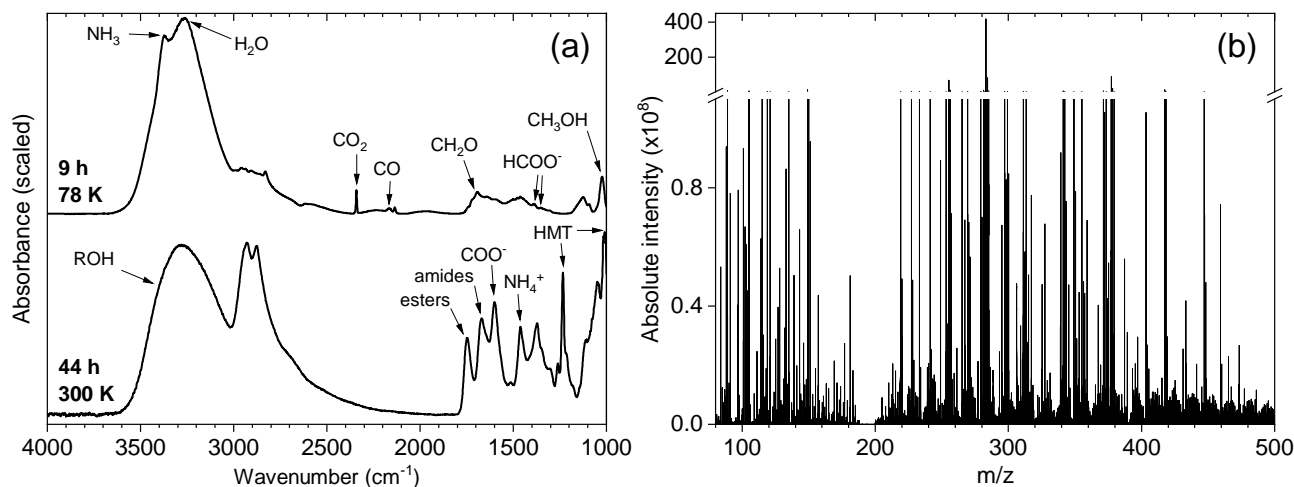 (a)
NH3
H2O
CO2
CO
CH2O
HCOO-
CH3OH
9 h
78 K
ROH
amides
esters
COO-
NH4+
HMT
44 h
300 K
Absorbance (scaled)
4000 3500 3000 2500 2000 1500 1000
Wavenumber (cm-1)
(b)
400
200
0.8
0.4
0.0
Absolute intensity (x10^8)
100 200 300 400 500
m/z